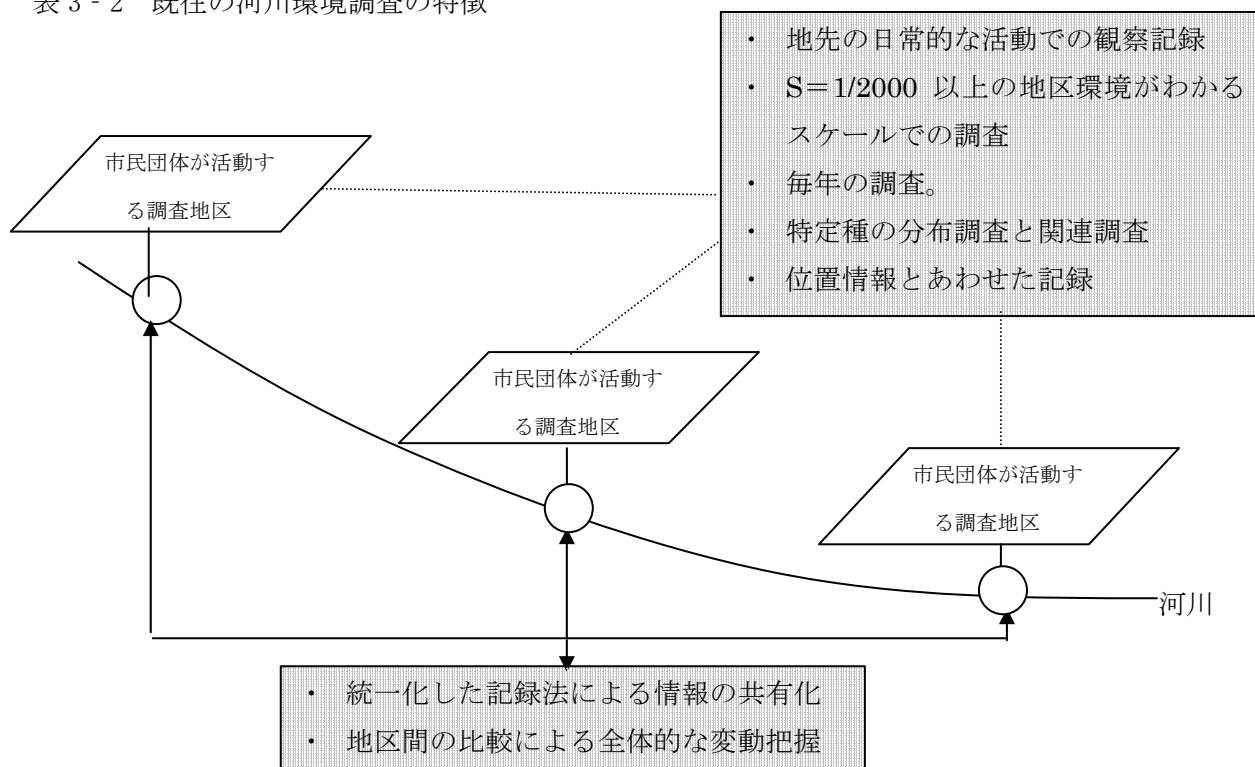 表 3‐2 既往の河川環境調査の特徴
・ 地先の日常的な活動での観察記録
・ S＝1/2000 以上の地区環境がわかる
スケールでの調査
・ 毎年の調査。
・ 特定種の分布調査と関連調査
・ 位置情報とあわせた記録
市民団体が活動す
る調査地区
市民団体が活動す
る調査地区
市民団体が活動す
る調査地区
河川
・ 統一化した記録法による情報の共有化
・ 地区間の比較による全体的な変動把握